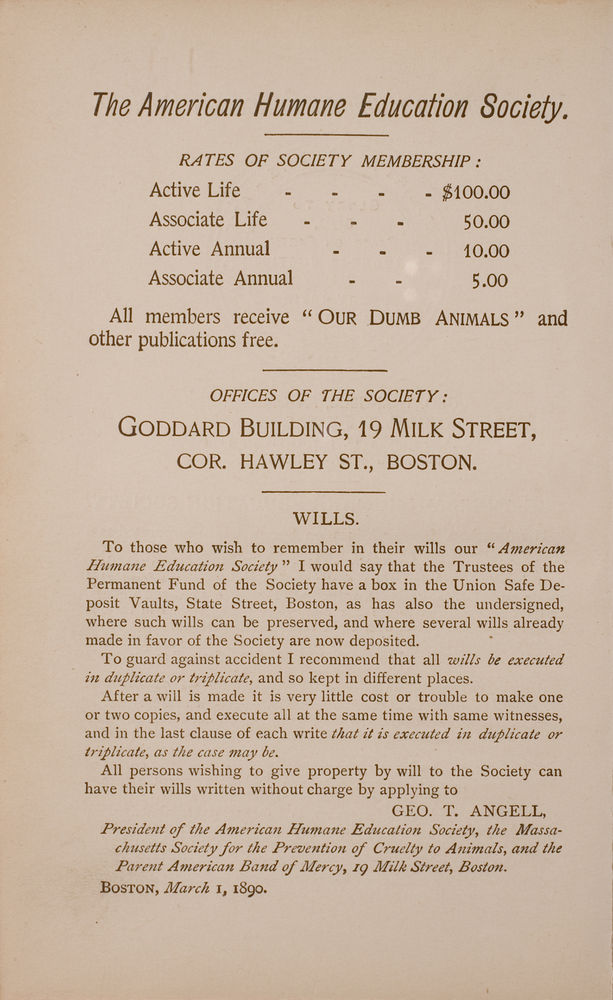 The American Humane Education Society.
RATES OF SOCIETY MEMBERSHIP:
Active Life - - - - $100.00
Associate Life - - - 50.00
Active Annual - - - 10.00
Associate Annual - - 5.00
All members receive “OUR DUMB ANIMALS” and
other publications free.
OFFICES OF THE SOCIETY:
GODDARD BUILDING, 19 MILK STREET,
COR. HAWLEY ST., BOSTON.
WILLS.
To those who wish to remember in their wills our “American
Humane Education Society” I would say that the Trustees of the
Permanent Fund of the Society have a box in the Union Safe De-
posit Vaults, State Street, Boston, as has also the undersigned,
where such wills can be preserved, and where several wills already
made in favor of the Society are now deposited.
To guard against accident I recommend that all wills be executed
in duplicate or triplicate, and so kept in different places.
After a will is made it is very little cost or trouble to make one
or two copies, and execute all at the same time with same witnesses,
and in the last clause of each write that it is executed in duplicate or
triplicate, as the case may be.
All persons wishing to give property by will to the Society can
have their wills written without charge by applying to
GEO. T. ANGELL,
President of the American Humane Education Society, the Massa-
chusetts Society for the Prevention of Cruelty to Animals, and the
Parent American Band of Mercy, 19 Milk Street, Boston.
BOSTON, March 1, 1890.